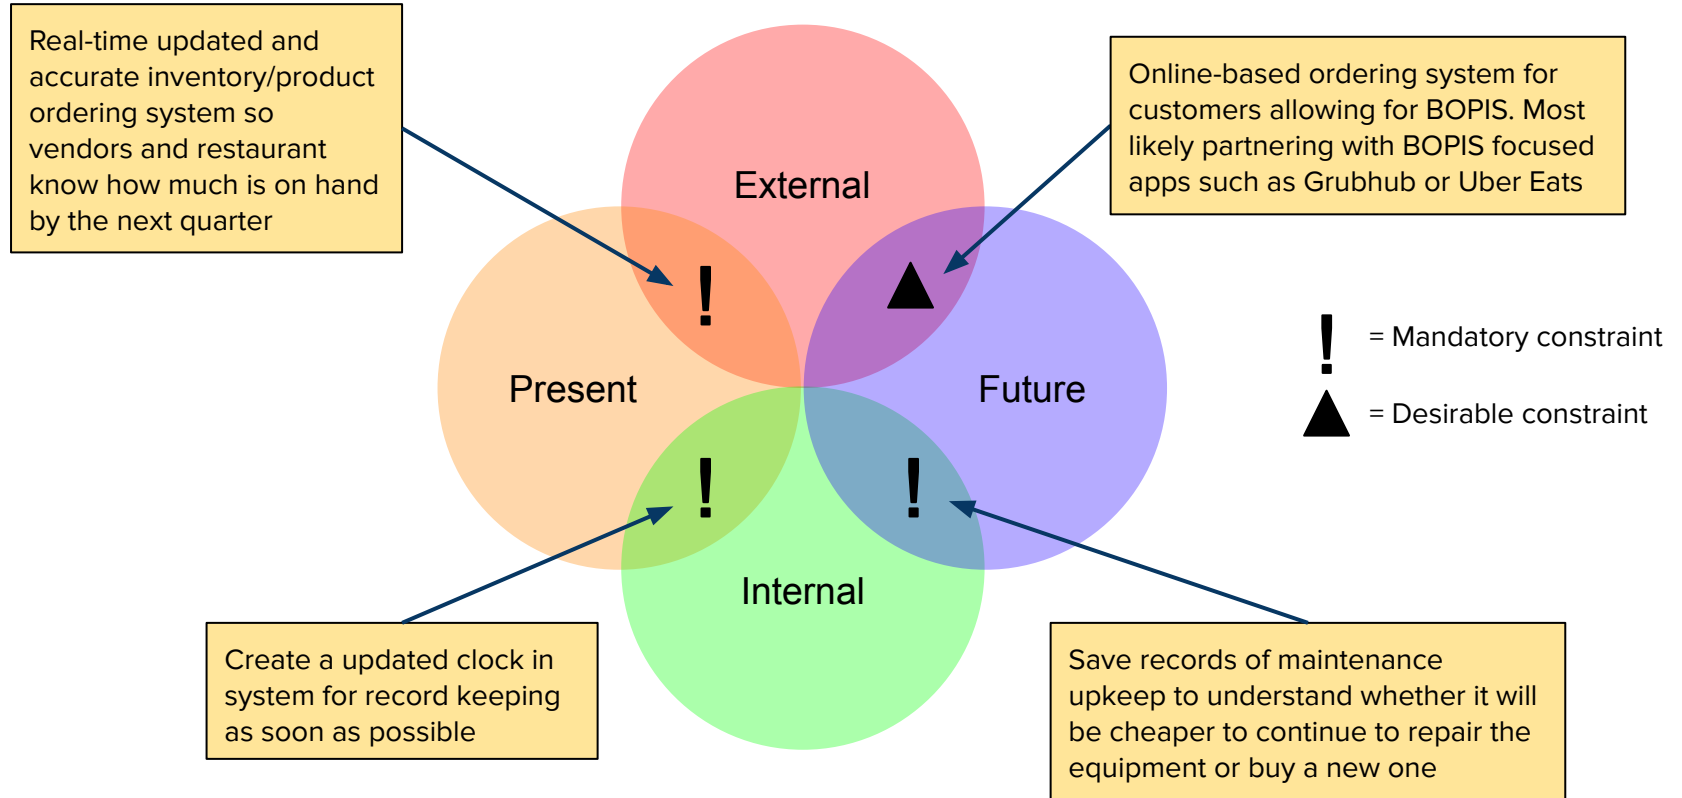 Real-time updated and
accurate inventory/product
ordering system so
vendors and restaurant
know how much is on hand
by the next quarter
Online-based ordering system for
customers allowing for BOPIS. Most
likely partnering with BOPIS focused
apps such as Grubhub or Uber Eats
External
!
! = Mandatory constraint
Present
Future
▲ = Desirable constraint
!
!
Internal
Create a updated clock in
system for record keeping
as soon as possible
Save records of maintenance
upkeep to understand whether it will
be cheaper to continue to repair the
equipment or buy a new one